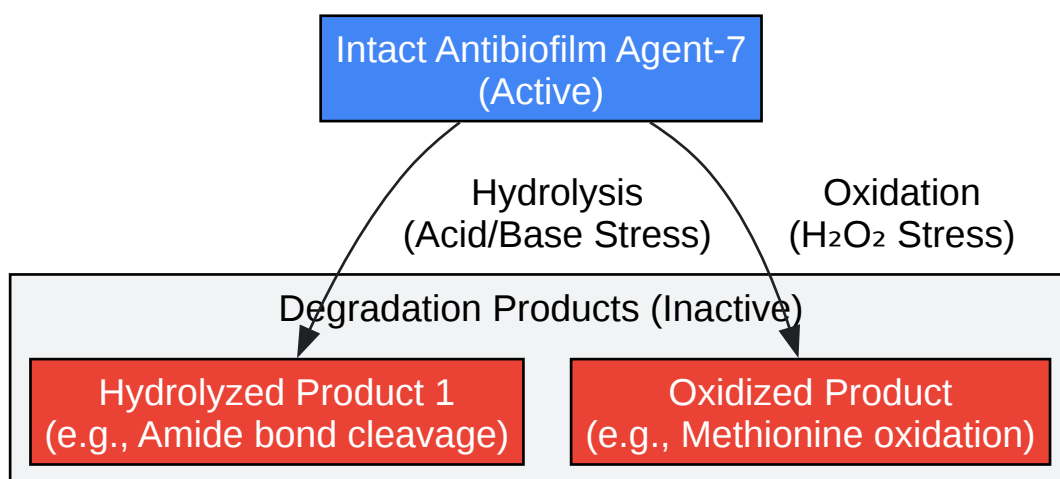 Intact Antibiofilm Agent-7
(Active)
Hydrolysis
(Acid/Base Stress)
Oxidation
(H₂O₂ Stress)
Degradation Products (Inactive)
Hydrolyzed Product 1
(e.g., Amide bond cleavage)
Oxidized Product
(e.g., Methionine oxidation)